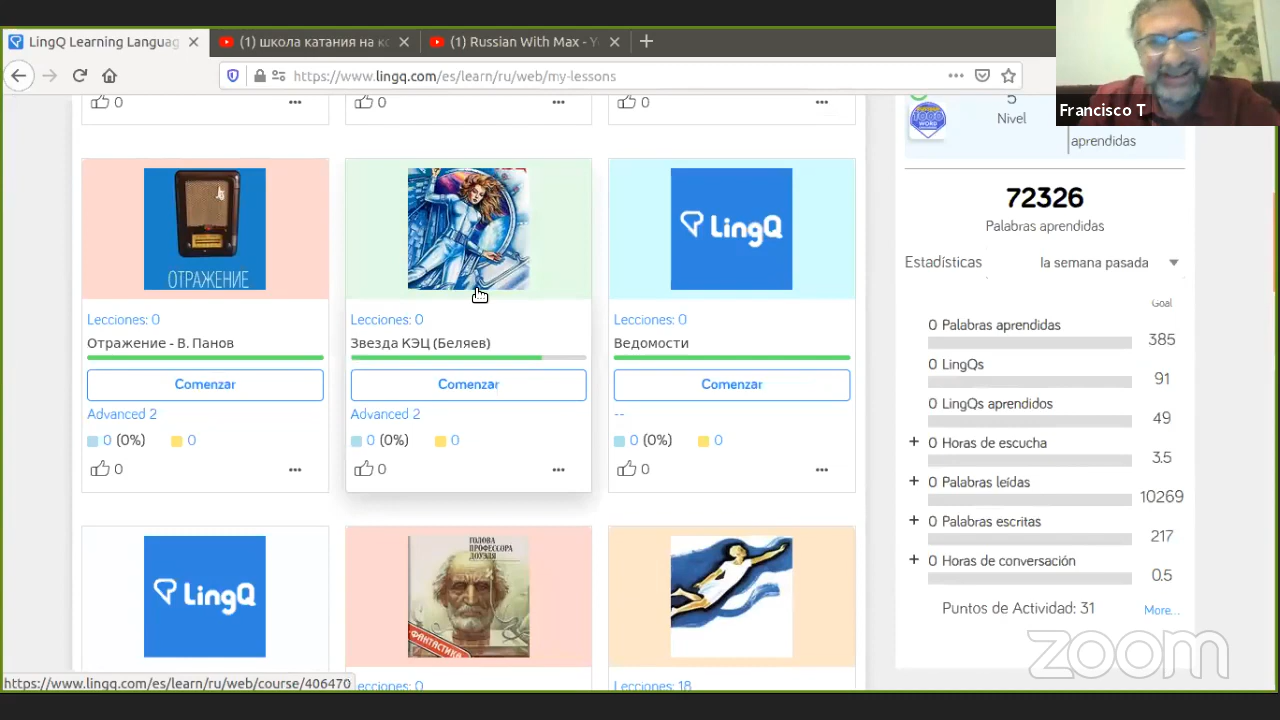 LingQ Learning Languag
(1) школа катания на кс
(1) Russian With Max - Y
https://www.lingq.com/es/learn/ru/web/my-lessons
Francisco T
0
0
0
5
Nivel
aprendidas
72326
Palabras aprendidas
Estadísticas
la semana pasada
Goal
0 Palabras aprendidas
385
0 LingQs
91
0 LingQs aprendidos
49
0 Horas de escucha
3.5
0 Palabras leídas
10269
0 Palabras escritas
217
0 Horas de conversación
0.5
Puntos de Actividad: 31
More...
ОТРАЖЕНИЕ
LingQ
Lecciones: 0
Lecciones: 0
Lecciones: 0
Отражение - В. Панов
Звезда КЭЦ (Беляев)
Ведомости
Comenzar
Comenzar
Comenzar
Advanced 2
Advanced 2
--
0 (0%) 0
0 (0%) 0
0 (0%) 0
0
0
0
LingQ
ГОЛОВА
ПРОФЕССОРА
ДОУЭЛЯ
ФАНТАСТИКА
Lecciones: 0
Lecciones: 18
https://www.lingq.com/es/learn/ru/web/course/406470
zoom